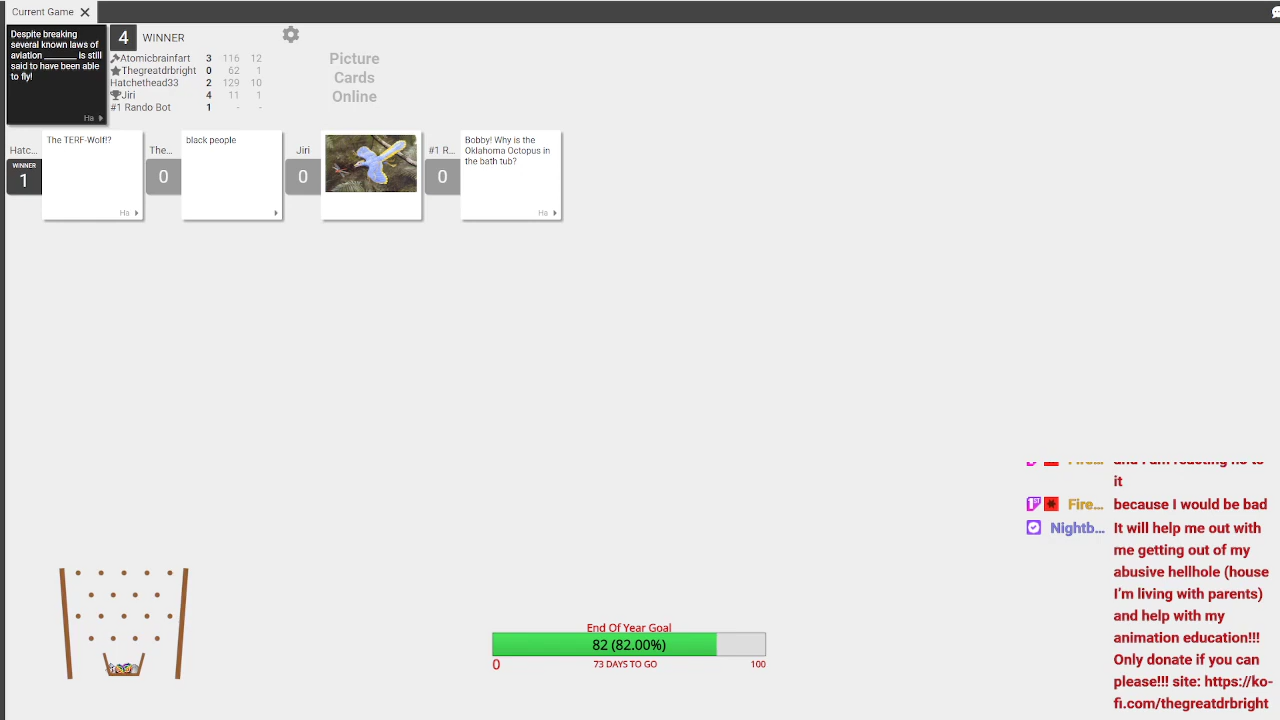 Current Game
Despite breaking
several known laws of
aviation ______ is still
said to have been able
to fly!
Ha
4 WINNER
Atomicbrainfart 3 116 12
Thegreatdrbright 0 62 1
Hatchethead33 2 129 10
Jiri 4 11 1
#1 Rando Bot 1 - -
Picture
Cards
Online
Hatc...
WINNER
1
The TERF-Wolf!?
Ha
The...
0
black people
Jiri
0
#1 R...
0
Bobby! Why is the
Oklahoma Octopus in
the bath tub?
Ha
it
Fire... because I would be bad
Nightb... It will help me out with
me getting out of my
abusive hellhole (house
I'm living with parents)
and help with my
animation education!!!
Only donate if you can
please!!! site: https://ko-
fi.com/thegreatdrbright
End Of Year Goal
82 (82.00%)
0 73 DAYS TO GO 100